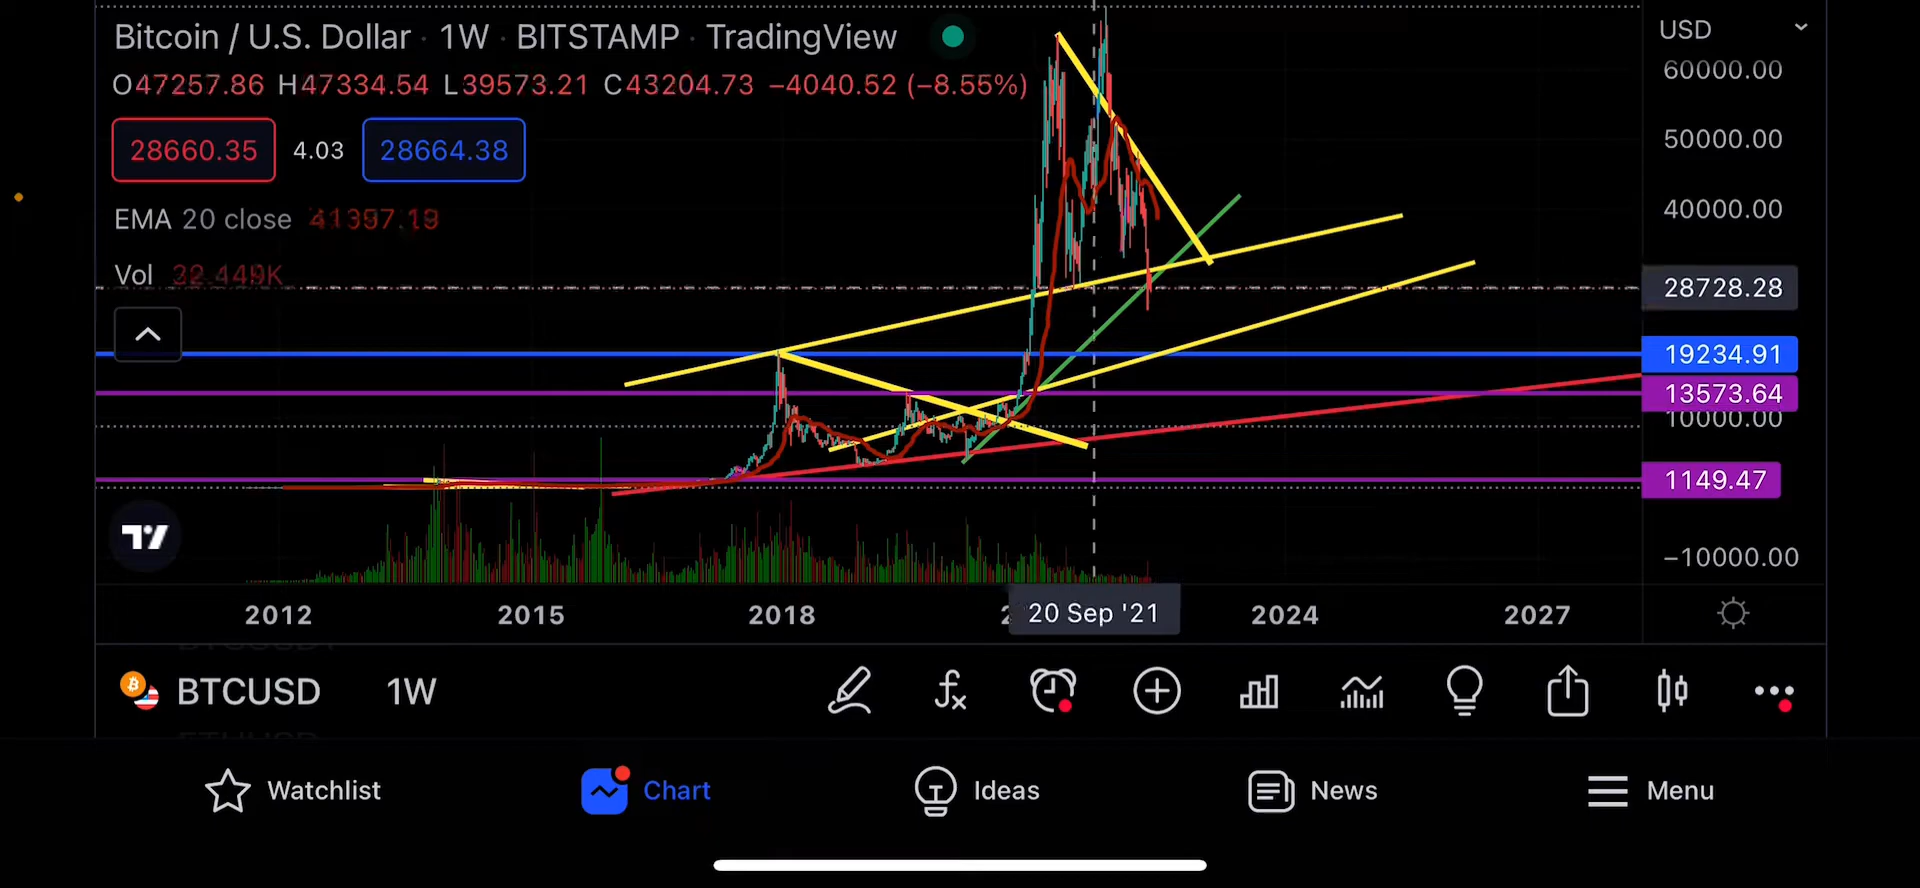 Bitcoin / U.S. Dollar · 1W · BITSTAMP · TradingView
O47257.86 H47334.54 L39573.21 C43204.73 −4040.52 (−8.55%)
28660.35 4.03 28664.38
EMA 20 close 41397.19
Vol 22.449K
USD
60000.00
50000.00
40000.00
28728.28
19234.91
13573.64
10000.00
1149.47
−10000.00
2012 2015 2018 20 Sep '21 2024 2027
BTCUSD 1W
Watchlist Chart Ideas News Menu